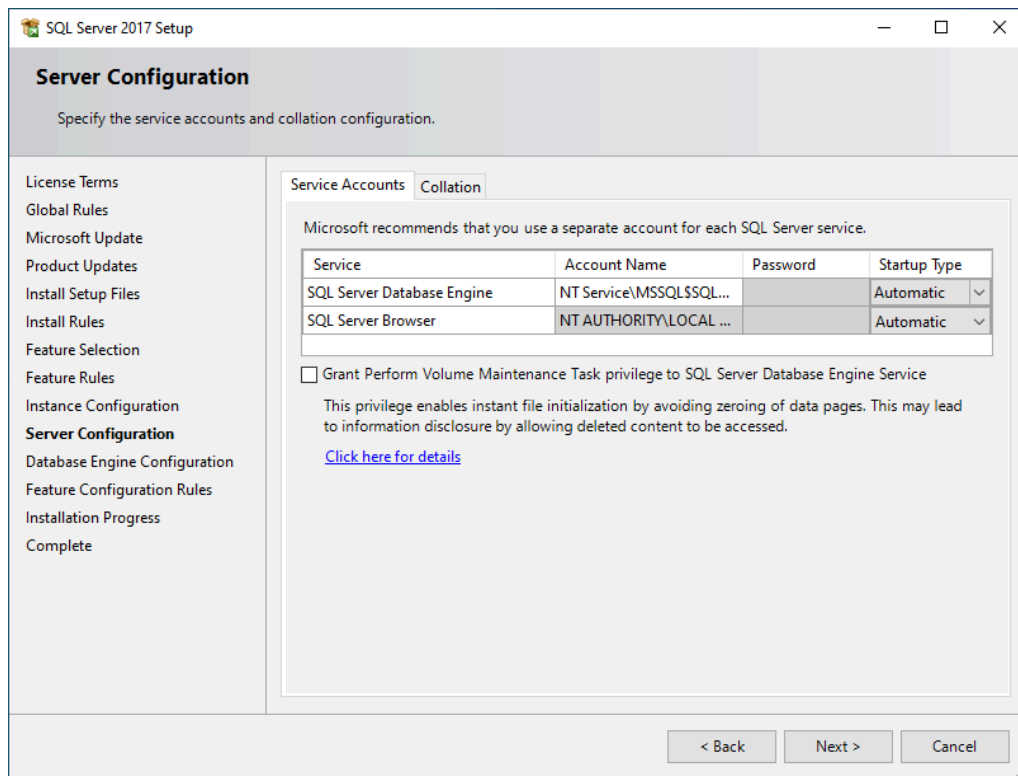 SQL Server 2017 Setup
Server Configuration
Specify the service accounts and collation configuration.
License Terms
Global Rules
Microsoft Update
Product Updates
Install Setup Files
Install Rules
Feature Selection
Feature Rules
Instance Configuration
Server Configuration
Database Engine Configuration
Feature Configuration Rules
Installation Progress
Complete
Service Accounts Collation
Microsoft recommends that you use a separate account for each SQL Server service.
Service Account Name Password Startup Type
SQL Server Database Engine NT Service\MSSQL$SQL... Automatic
SQL Server Browser NT AUTHORITY\LOCAL ... Automatic
Grant Perform Volume Maintenance Task privilege to SQL Server Database Engine Service
This privilege enables instant file initialization by avoiding zeroing of data pages. This may lead
to information disclosure by allowing deleted content to be accessed.
Click here for details
< Back Next > Cancel